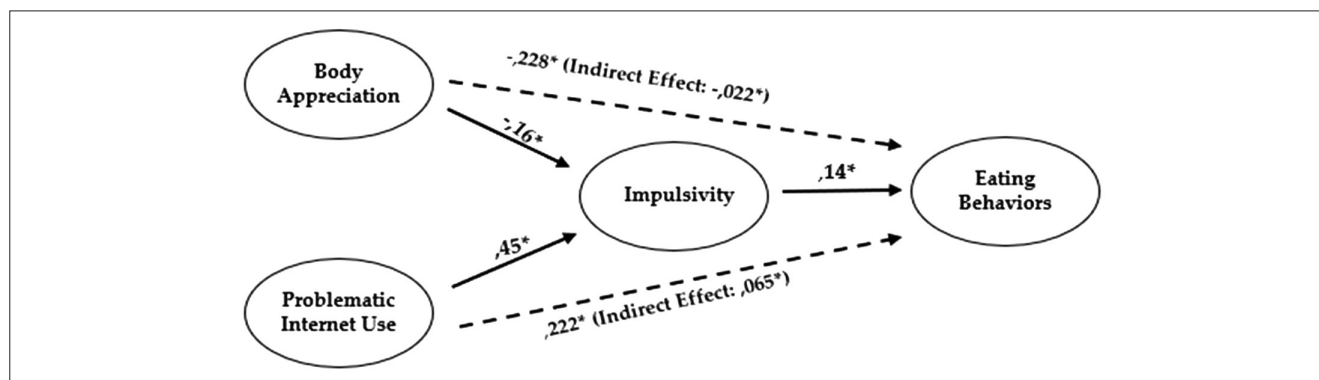 Body
Appreciation
-,228* (Indirect Effect: -,022*)
-,16*
Impulsivity
,14*
Eating
Behaviors
,45*
Problematic
Internet Use
,222* (Indirect Effect: ,065*)